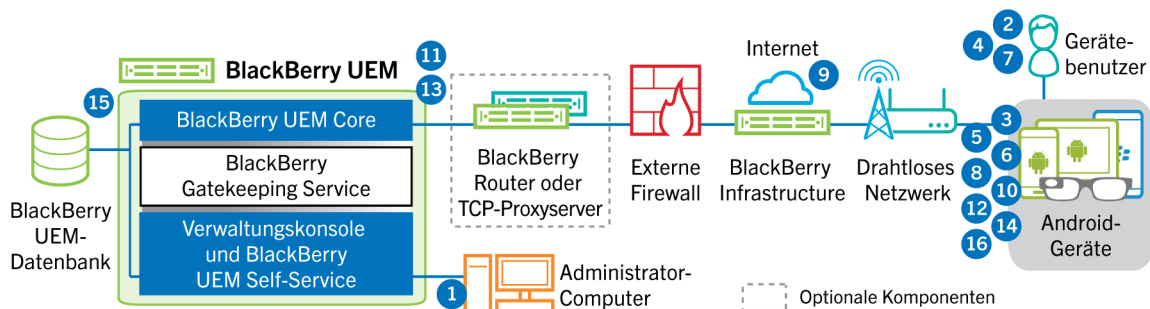 BlackBerry UEM
11
13
15
BlackBerry UEM Core
BlackBerry
Gatekeeping Service
Verwaltungskonsole
und BlackBerry
UEM Self-Service
BlackBerry
UEM-
Datenbank
1
Administrator-
Computer
BlackBerry
Router oder
TCP-Proxyserver
Externe
Firewall
Internet
9
BlackBerry
Infrastructure
Drahtloses
Netzwerk
2
4
7
Geräte-
benutzer
3
5
6
8
10
12
14
16
Android-
Geräte
Optionale Komponenten